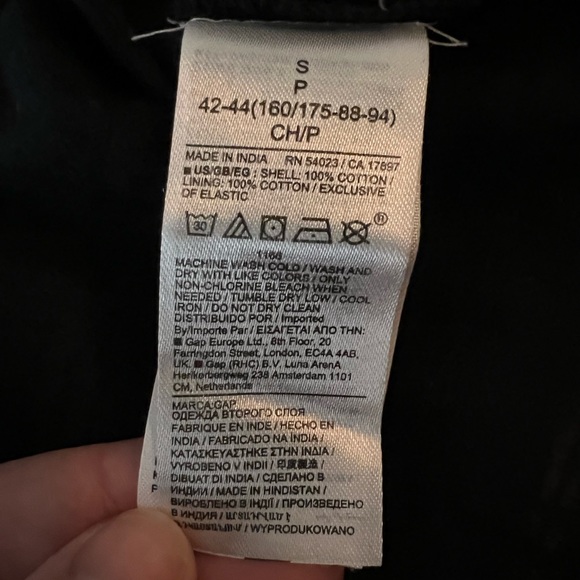 S
P
42-44(160/175-88-94)
CH/P
MADE IN INDIA RN 54023 / CA 17897
■ US/GB/EG : SHELL: 100% COTTON /
LINING: 100% COTTON / EXCLUSIVE
OF ELASTIC
30 ®
1166
MACHINE WASH COLD / WASH AND
DRY WITH LIKE COLORS / ONLY
NON-CHLORINE BLEACH WHEN
NEEDED / TUMBLE DRY LOW / COOL
IRON / DO NOT DRY CLEAN
DISTRIBUIDO POR / Imported
By/Importe Par / ΕΙΣΑΓΕΤΑΙ ΑΠΟ ΤΗΝ:
■ Gap Europe Ltd., 6th Floor, 20
Farringdon Street, London, EC4A 4AB,
UK. ■ Gap (RHC) B.V. Luna ArenA
Herikerbergweg 238 Amsterdam 1101
CM, Netherlands
MARCA:GAP
ОДЕЖДА ВТОРОГО СЛОЯ
FABRIQUE EN INDE / HECHO EN
INDIA / FABRICADO NA INDIA /
ΚΑΤΑΣΚΕΥΑΣΤΗΚΕ ΣΤΗΝ ΙΝΔΙΑ /
VYROBENO V INDII / 印度製造 /
DIBUAT DI INDIA / СДЕЛАНО В
ИНДИИ / MADE IN HINDISTAN /
ВИРОБЛЕНО В ІНДІЇ / ПРОИЗВЕДЕНО
В ИНДИЯ /
/ WYPRODUKOWANO